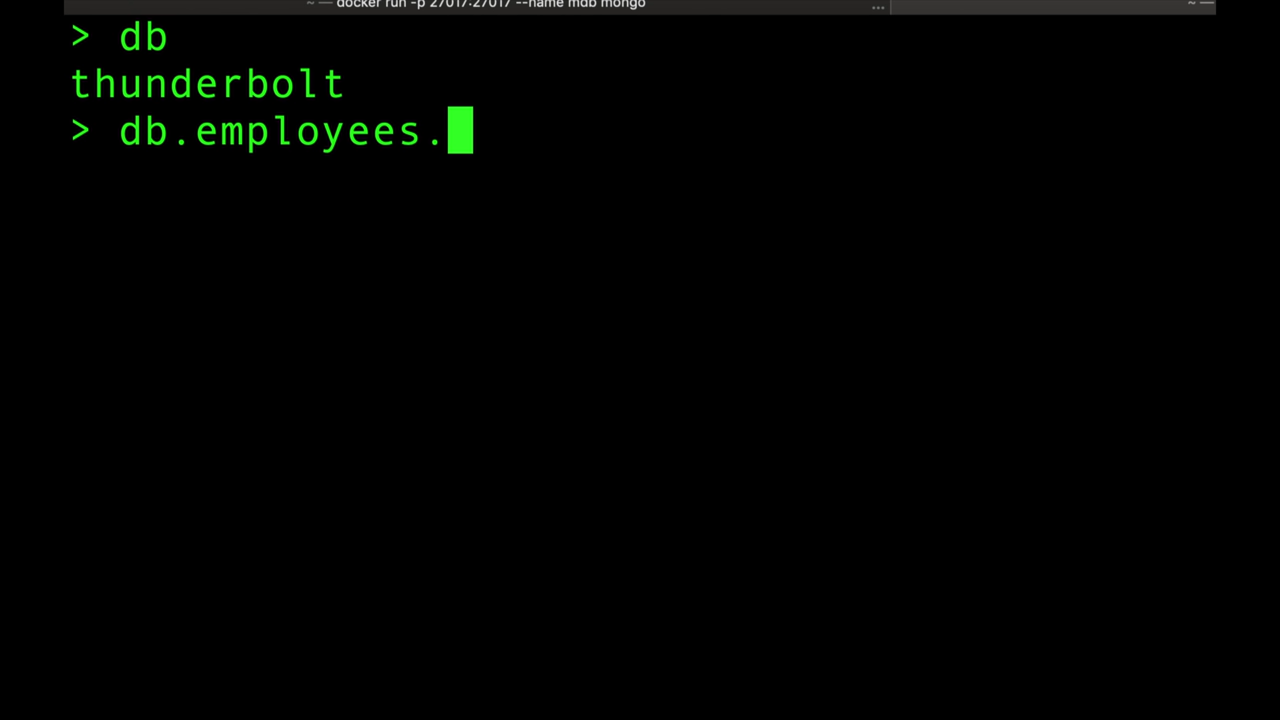 ~ — docker run -p 27017:27017 --name mdb mongo ... ~ —
> db
thunderbolt
> db.employees.